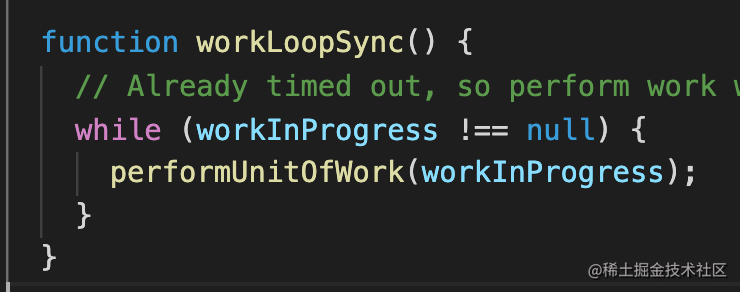 function workLoopSync() {
// Already timed out, so perform work
while (workInProgress !== null) {
performUnitOfWork(workInProgress);
}
}
@稀土掘金技术社区